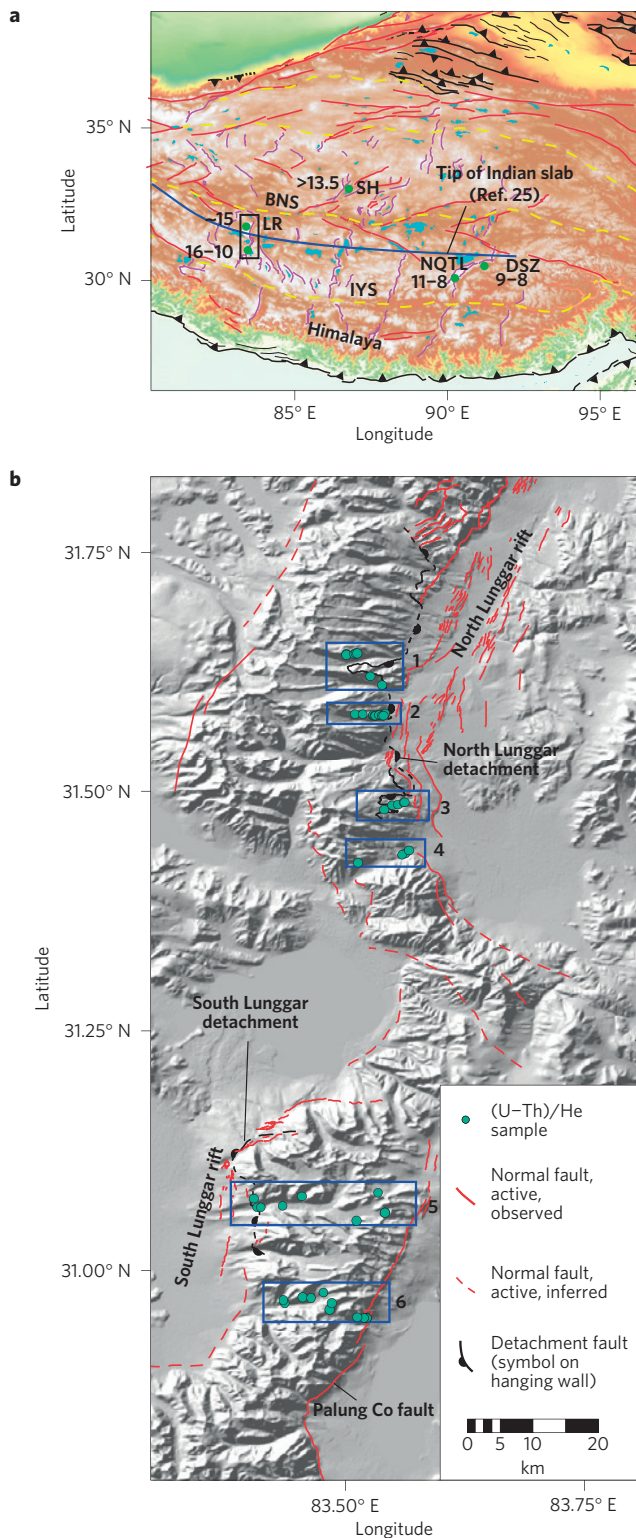 a
35° N
30° N
Latitude
>13.5
SH
BNS
Tip of Indian slab
(Ref. 25)
~15
LR
16–10
NQTL
11–8
DSZ
9–8
IYS
Himalaya
85° E
90° E
95° E
Longitude
b
31.75° N
31.50° N
31.25° N
31.00° N
Latitude
North Lunggar rift
1
2
North Lunggar
detachment
3
4
South Lunggar
detachment
South Lunggar rift
5
6
Palung Co fault
(U–Th)/He
sample
Normal fault,
active,
observed
Normal fault,
active, inferred
Detachment fault
(symbol on
hanging wall)
0 5 10 20
km
83.50° E
83.75° E
Longitude